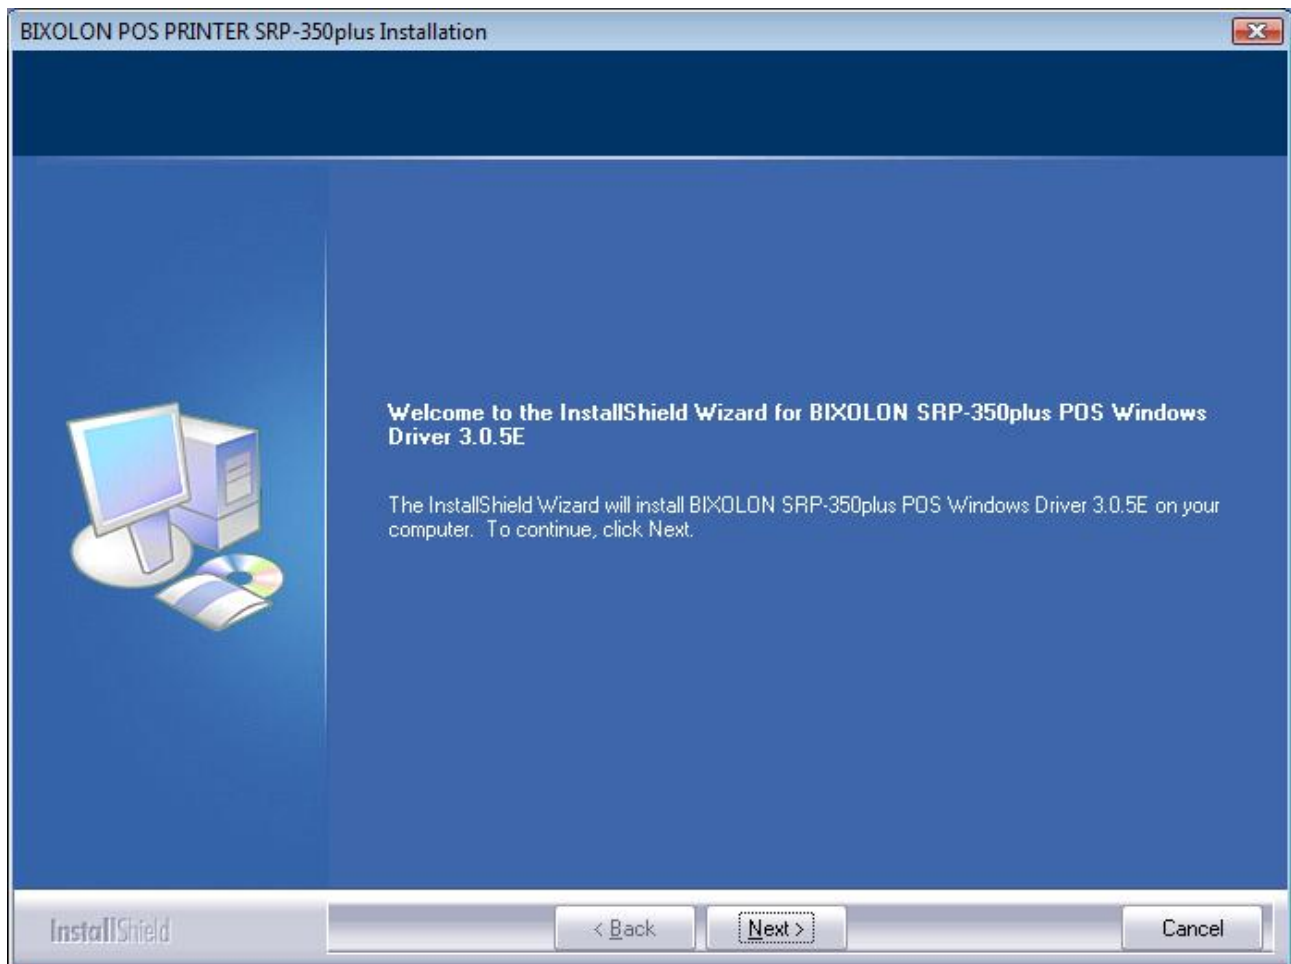 BIXOLON POS PRINTER SRP-350plus Installation
Welcome to the InstallShield Wizard for BIXOLON SRP-350plus POS Windows
Driver 3.0.5E
The InstallShield Wizard will install BIXOLON SRP-350plus POS Windows Driver 3.0.5E on your
computer. To continue, click Next.
InstallShield
< Back
Next >
Cancel